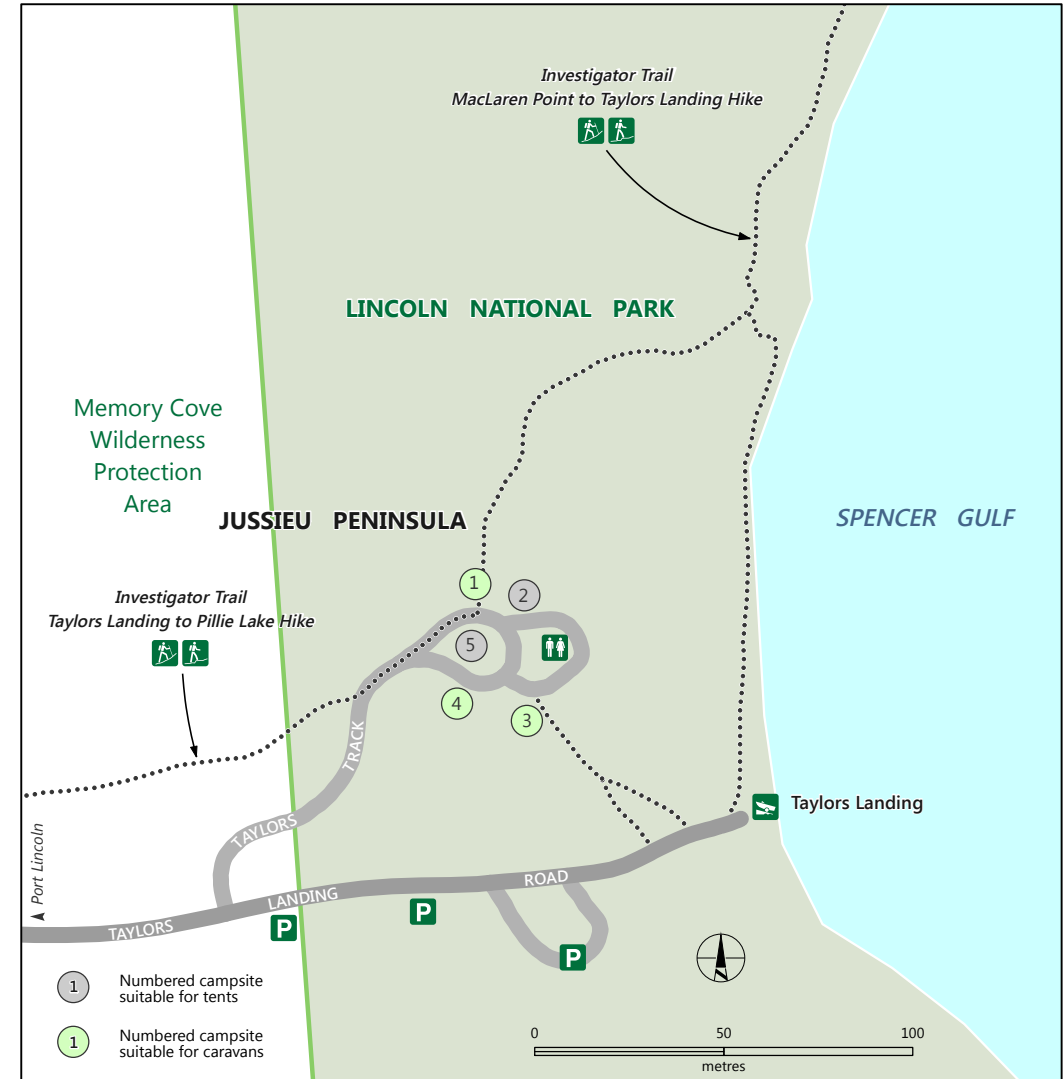 Investigator Trail
MacLaren Point to Taylors Landing Hike
LINCOLN NATIONAL PARK
Memory Cove
Wilderness
Protection
Area
JUSSIEU PENINSULA
SPENCER GULF
Investigator Trail
Taylors Landing to Pillie Lake Hike
1
2
5
4
3
TRACK
TAYLORS
Taylors Landing
Port Lincoln
TAYLORS
LANDING
ROAD
P
P
P
N
1
Numbered campsite
suitable for tents
1
Numbered campsite
suitable for caravans
0
50
100
metres